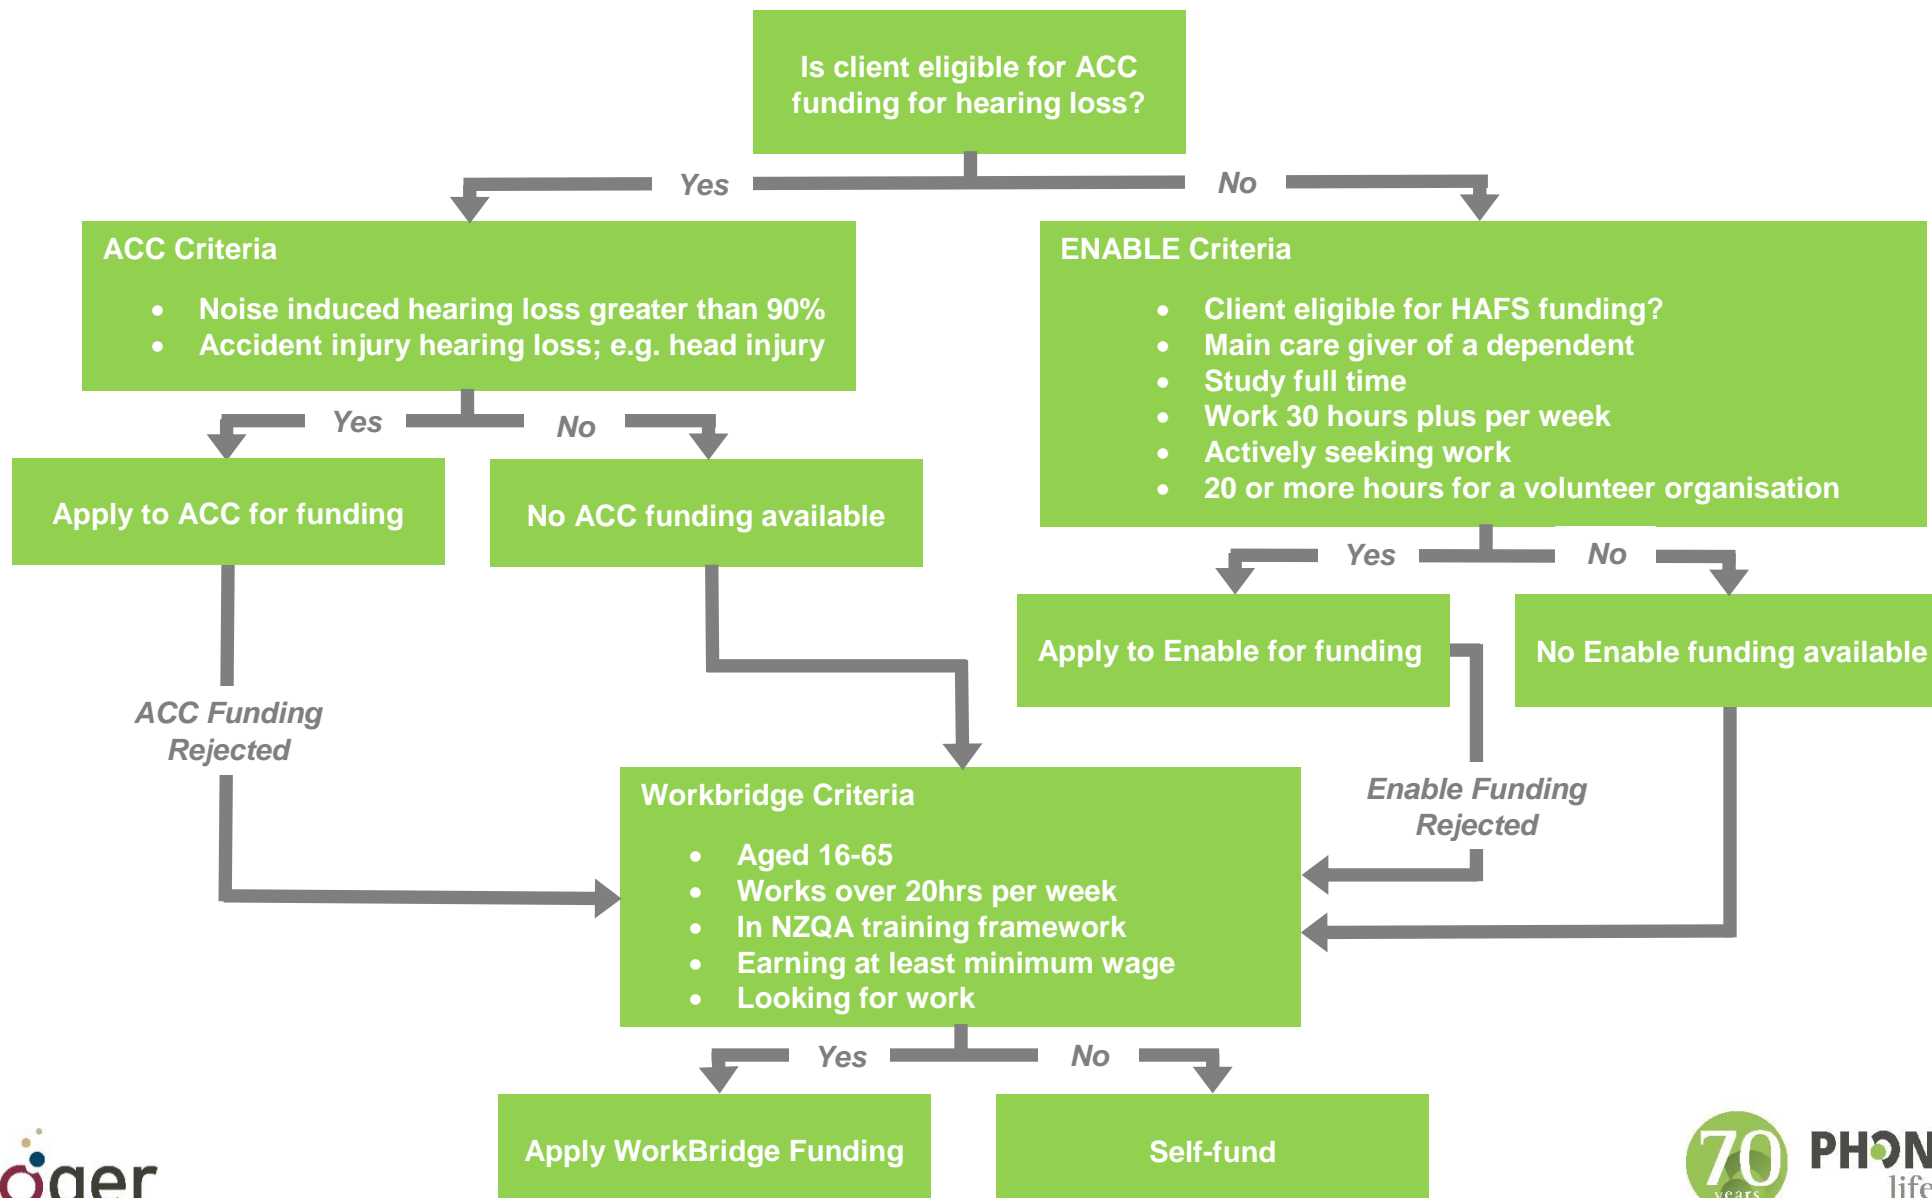 Is client eligible for ACC
funding for hearing loss?
Yes
No
ACC Criteria
• Noise induced hearing loss greater than 90%
• Accident injury hearing loss; e.g. head injury
ENABLE Criteria
• Client eligible for HAFS funding?
• Main care giver of a dependent
• Study full time
• Work 30 hours plus per week
• Actively seeking work
• 20 or more hours for a volunteer organisation
Yes
No
Apply to ACC for funding
No ACC funding available
Yes
No
Apply to Enable for funding
No Enable funding available
ACC Funding
Rejected
Enable Funding
Rejected
Workbridge Criteria
• Aged 16-65
• Works over 20hrs per week
• In NZQA training framework
• Earning at least minimum wage
• Looking for work
Yes
No
Apply WorkBridge Funding
Self-fund
70
years
PHON
life